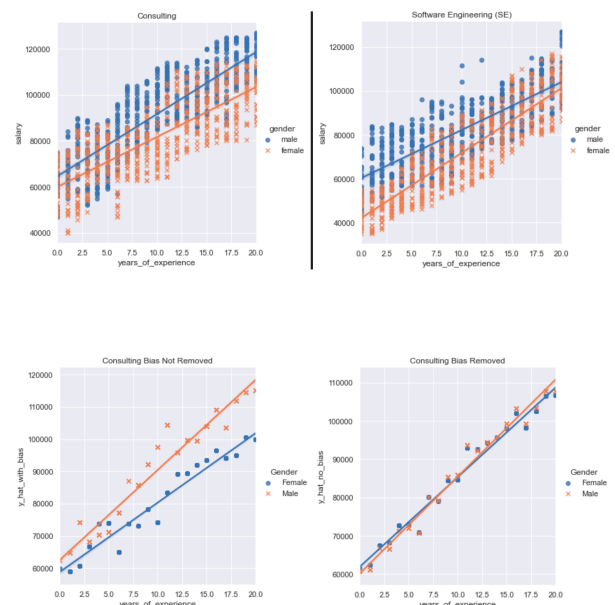 Consulting
120000
100000
80000
60000
40000
salary
0.0 2.5 5.0 7.5 10.0 12.5 15.0 17.5 20.0
years_of_experience
gender
male
female
Software Engineering (SE)
120000
100000
80000
60000
40000
salary
0.0 2.5 5.0 7.5 10.0 12.5 15.0 17.5 20.0
years_of_experience
gender
male
female
Consulting Bias Not Removed
120000
110000
100000
90000
80000
70000
60000
y_hat_with_bias
0.0 2.5 5.0 7.5 10.0 12.5 15.0 17.5 20.0
years_of_experience
Gender
Female
Male
Consulting Bias Removed
110000
100000
90000
80000
70000
60000
y_hat_no_bias
0.0 2.5 5.0 7.5 10.0 12.5 15.0 17.5 20.0
years_of_experience
Gender
Female
Male